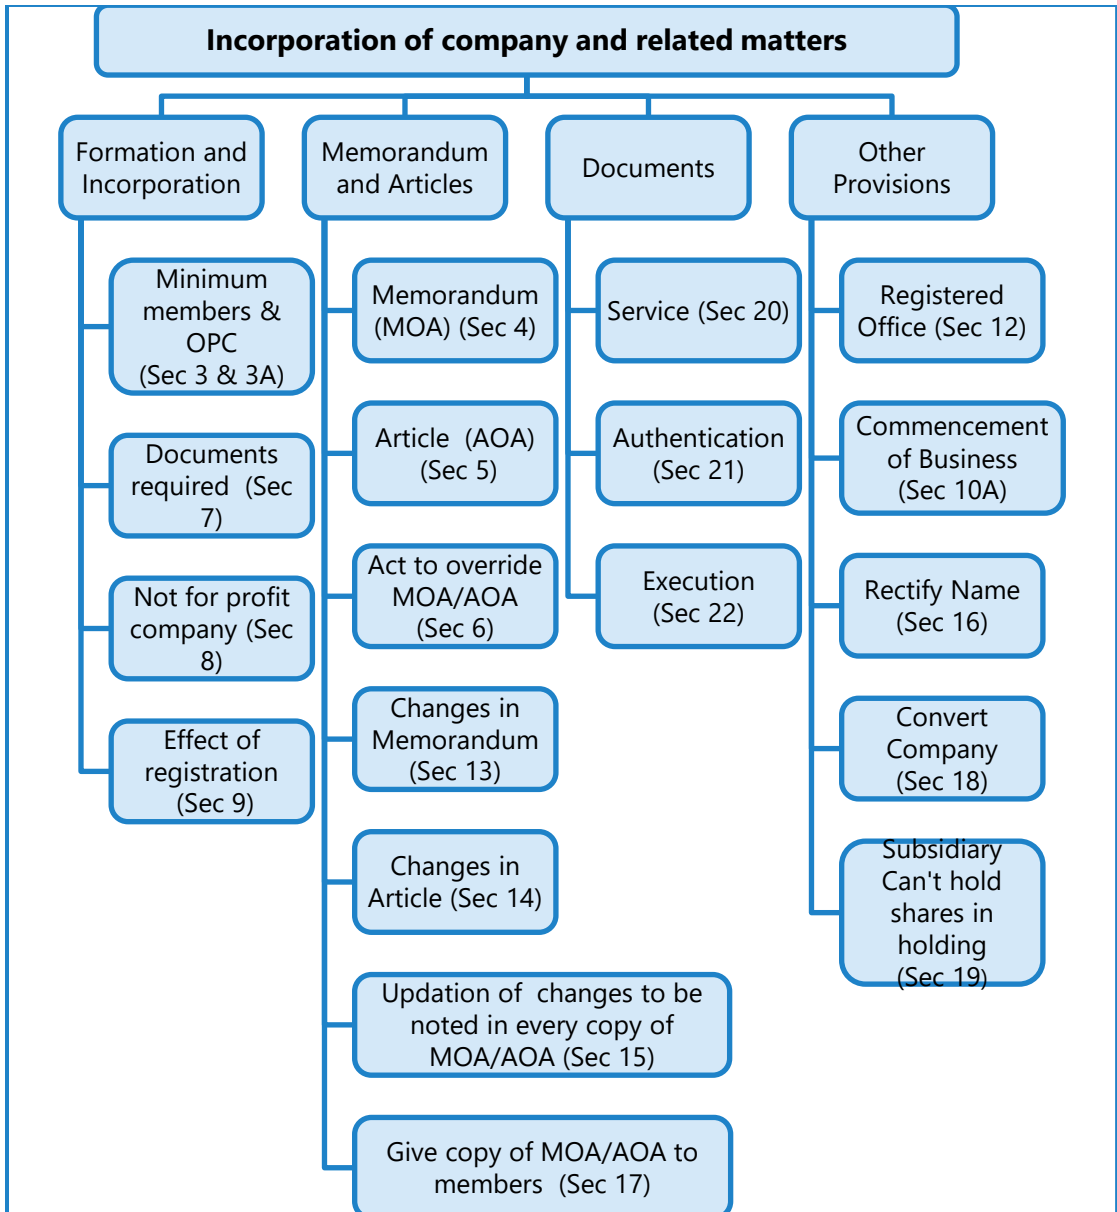 Incorporation of company and related matters
Formation and
Incorporation
Minimum
members &
OPC
(Sec 3 & 3A)
Documents
required (Sec
7)
Not for profit
company (Sec
8)
Effect of
registration
(Sec 9)
Memorandum
and Articles
Memorandum
(MOA) (Sec 4)
Article (AOA)
(Sec 5)
Act to override
MOA/AOA
(Sec 6)
Changes in
Memorandum
(Sec 13)
Changes in
Article (Sec 14)
Updation of changes to be
noted in every copy of
MOA/AOA (Sec 15)
Give copy of MOA/AOA to
members (Sec 17)
Documents
Service (Sec 20)
Authentication
(Sec 21)
Execution
(Sec 22)
Other
Provisions
Registered
Office (Sec 12)
Commencement
of Business
(Sec 10A)
Rectify Name
(Sec 16)
Convert
Company
(Sec 18)
Subsidiary
Can't hold
shares in
holding
(Sec 19)